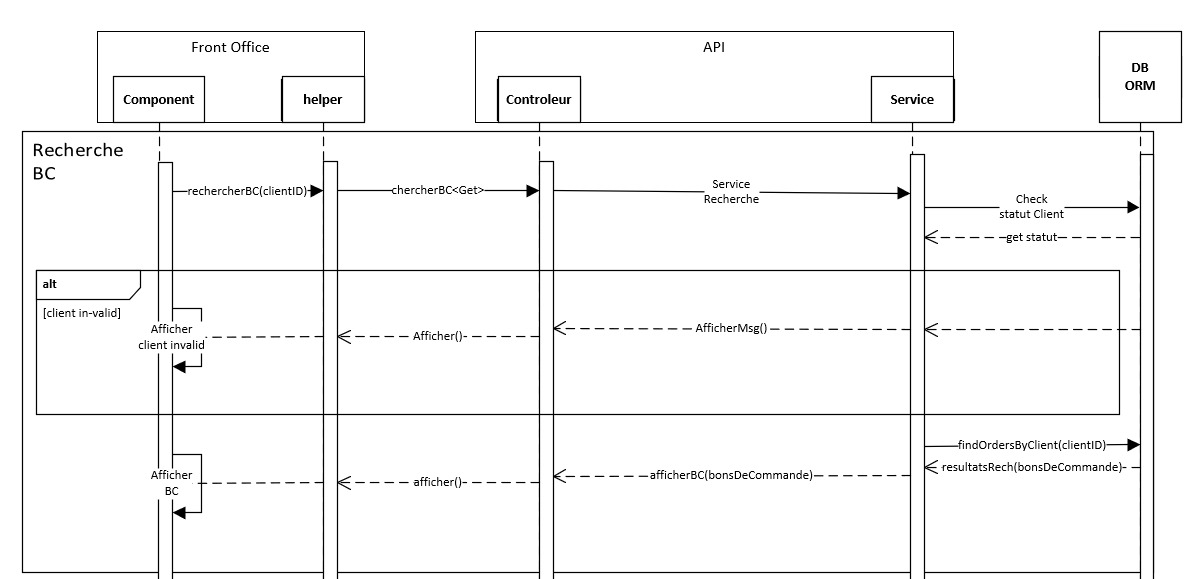 Front Office
API
DB
ORM
Component
helper
Controleur
Service
Recherche
BC
rechercherBC(clientID)
chercherBC<Get>
Service
Recherche
Check
statut Client
get statut
alt
[client in-valid]
Afficher
client invalid
Afficher()
AfficherMsg()
findOrdersByClient(clientID)
resultatsRech(bonsDeCommande)
Afficher
BC
afficher()
afficherBC(bonsDeCommande)